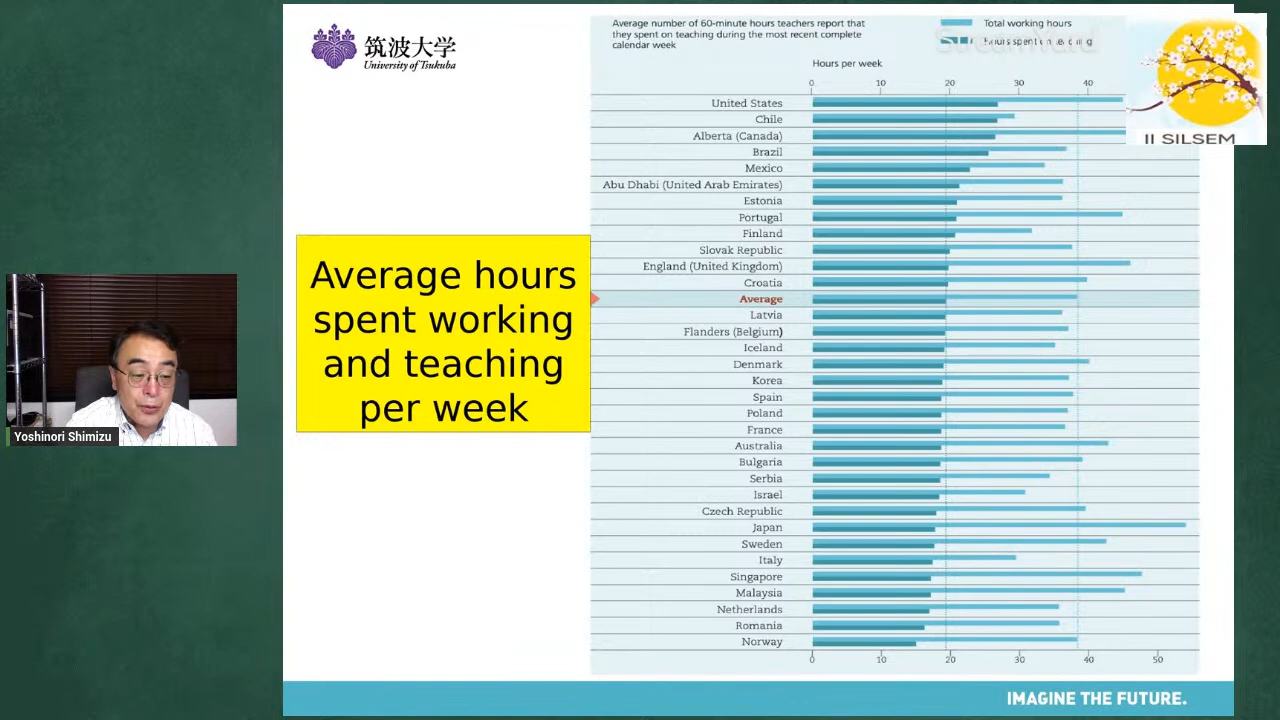 筑波大学
University of Tsukuba
Average number of 60-minute hours teachers report that
they spent on teaching during the most recent complete
calendar week
Total working hours
Hours spent on teaching
Hours per week
0 10 20 30 40
United States
Chile
Alberta (Canada)
Brazil
Mexico
Abu Dhabi (United Arab Emirates)
Estonia
Portugal
Finland
Slovak Republic
England (United Kingdom)
Croatia
Average
Latvia
Flanders (Belgium)
Iceland
Denmark
Korea
Spain
Poland
France
Australia
Bulgaria
Serbia
Israel
Czech Republic
Japan
Sweden
Italy
Singapore
Malaysia
Netherlands
Romania
Norway
0 10 20 30 40 50
II SILSEM
Average hours
spent working
and teaching
per week
Yoshinori Shimizu
IMAGINE THE FUTURE.